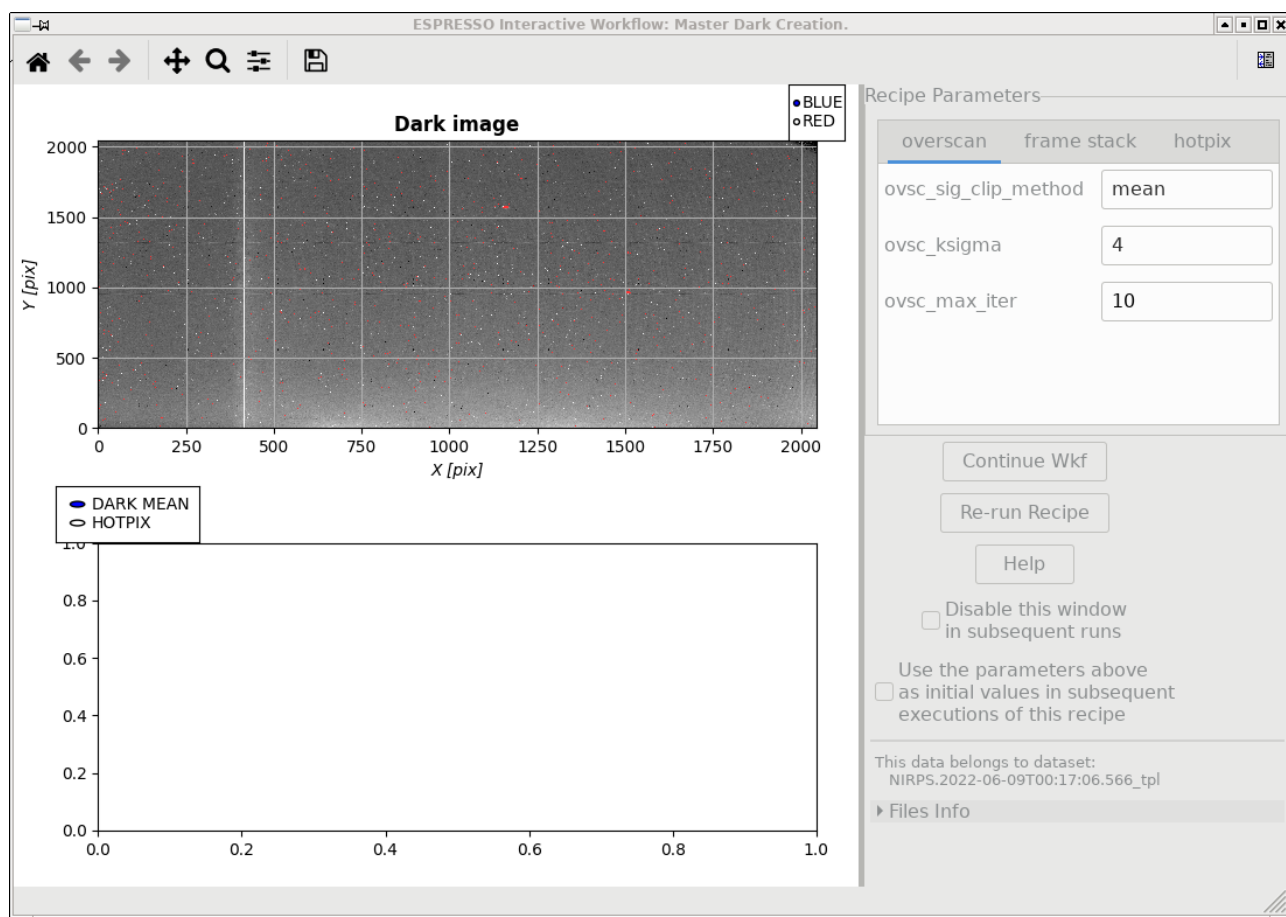 ESPRESSO Interactive Workflow: Master Dark Creation.
BLUE
RED
Dark image
2000
1500
1000
500
0
Y [pix]
0 250 500 750 1000 1250 1500 1750 2000
X [pix]
DARK MEAN
HOTPIX
1.0
0.8
0.6
0.4
0.2
0.0
0.0 0.2 0.4 0.6 0.8 1.0
Recipe Parameters
overscan frame stack hotpix
ovsc_sig_clip_method mean
ovsc_ksigma 4
ovsc_max_iter 10
Continue Wkf
Re-run Recipe
Help
Disable this window
in subsequent runs
Use the parameters above
as initial values in subsequent
executions of this recipe
This data belongs to dataset:
NIRPS.2022-06-09T00:17:06.566_tpl
Files Info